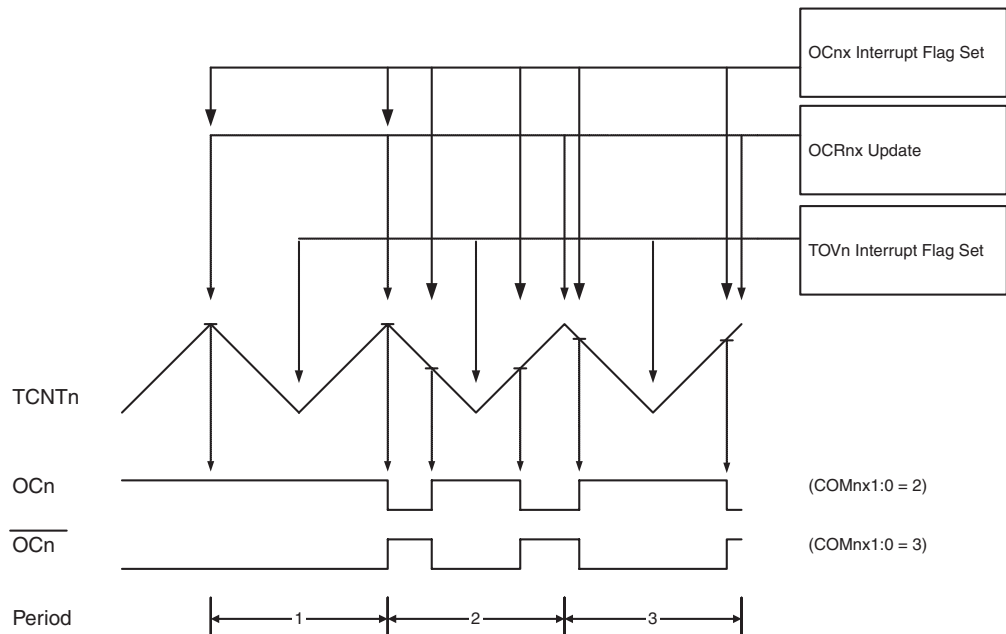 OCnx Interrupt Flag Set
OCRnx Update
TOVn Interrupt Flag Set
TCNTn
OCn
(COMnx1:0 = 2)
OCn
(COMnx1:0 = 3)
Period
1
2
3